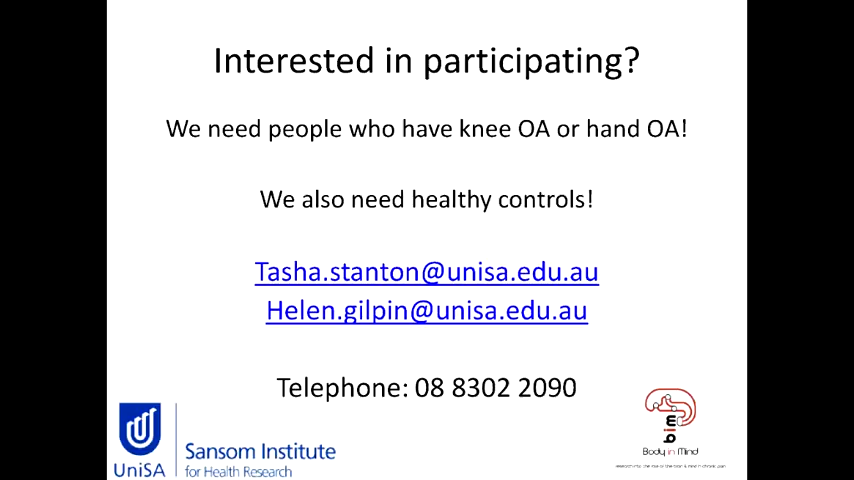 Interested in participating?
We need people who have knee OA or hand OA!
We also need healthy controls!
Tasha.stanton@unisa.edu.au
Helen.gilpin@unisa.edu.au
Telephone: 08 8302 2090
UniSA
Sansom Institute
for Health Research
bim
Body in Mind